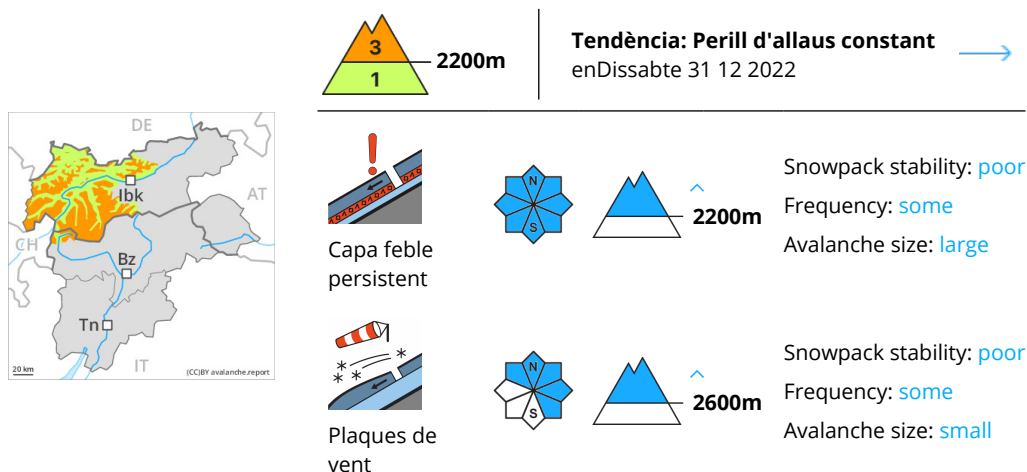 3
1
2200m
Tendència: Perill d'allaus constant
enDissabte 31 12 2022
DE
AT
CH
IT
Ibk
Bz
Tn
20 km
(CC)BY avalanche.report
Capa feble
persistent
N
S
2200m
Snowpack stability: poor
Frequency: some
Avalanche size: large
Plaques de
vent
N
S
2600m
Snowpack stability: poor
Frequency: some
Avalanche size: small